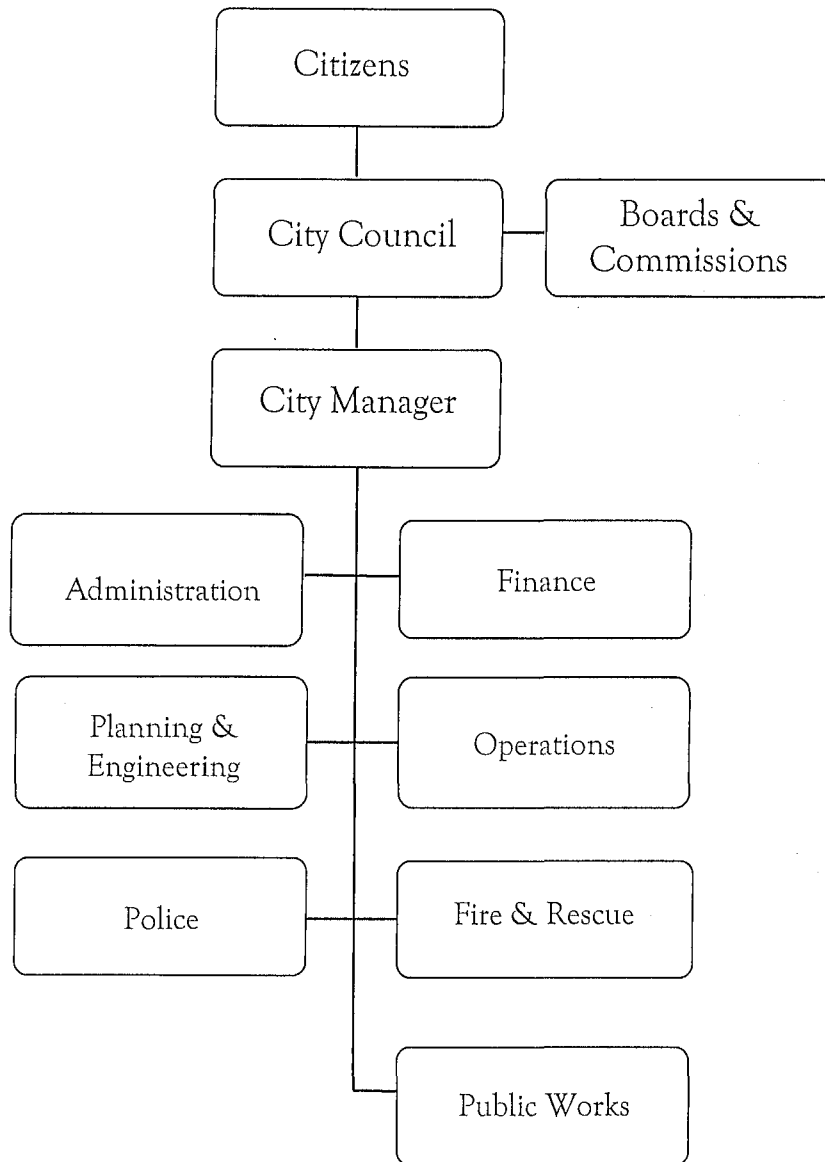 Citizens
City Council
Boards &
Commissions
City Manager
Administration
Finance
Planning &
Engineering
Operations
Police
Fire & Rescue
Public Works